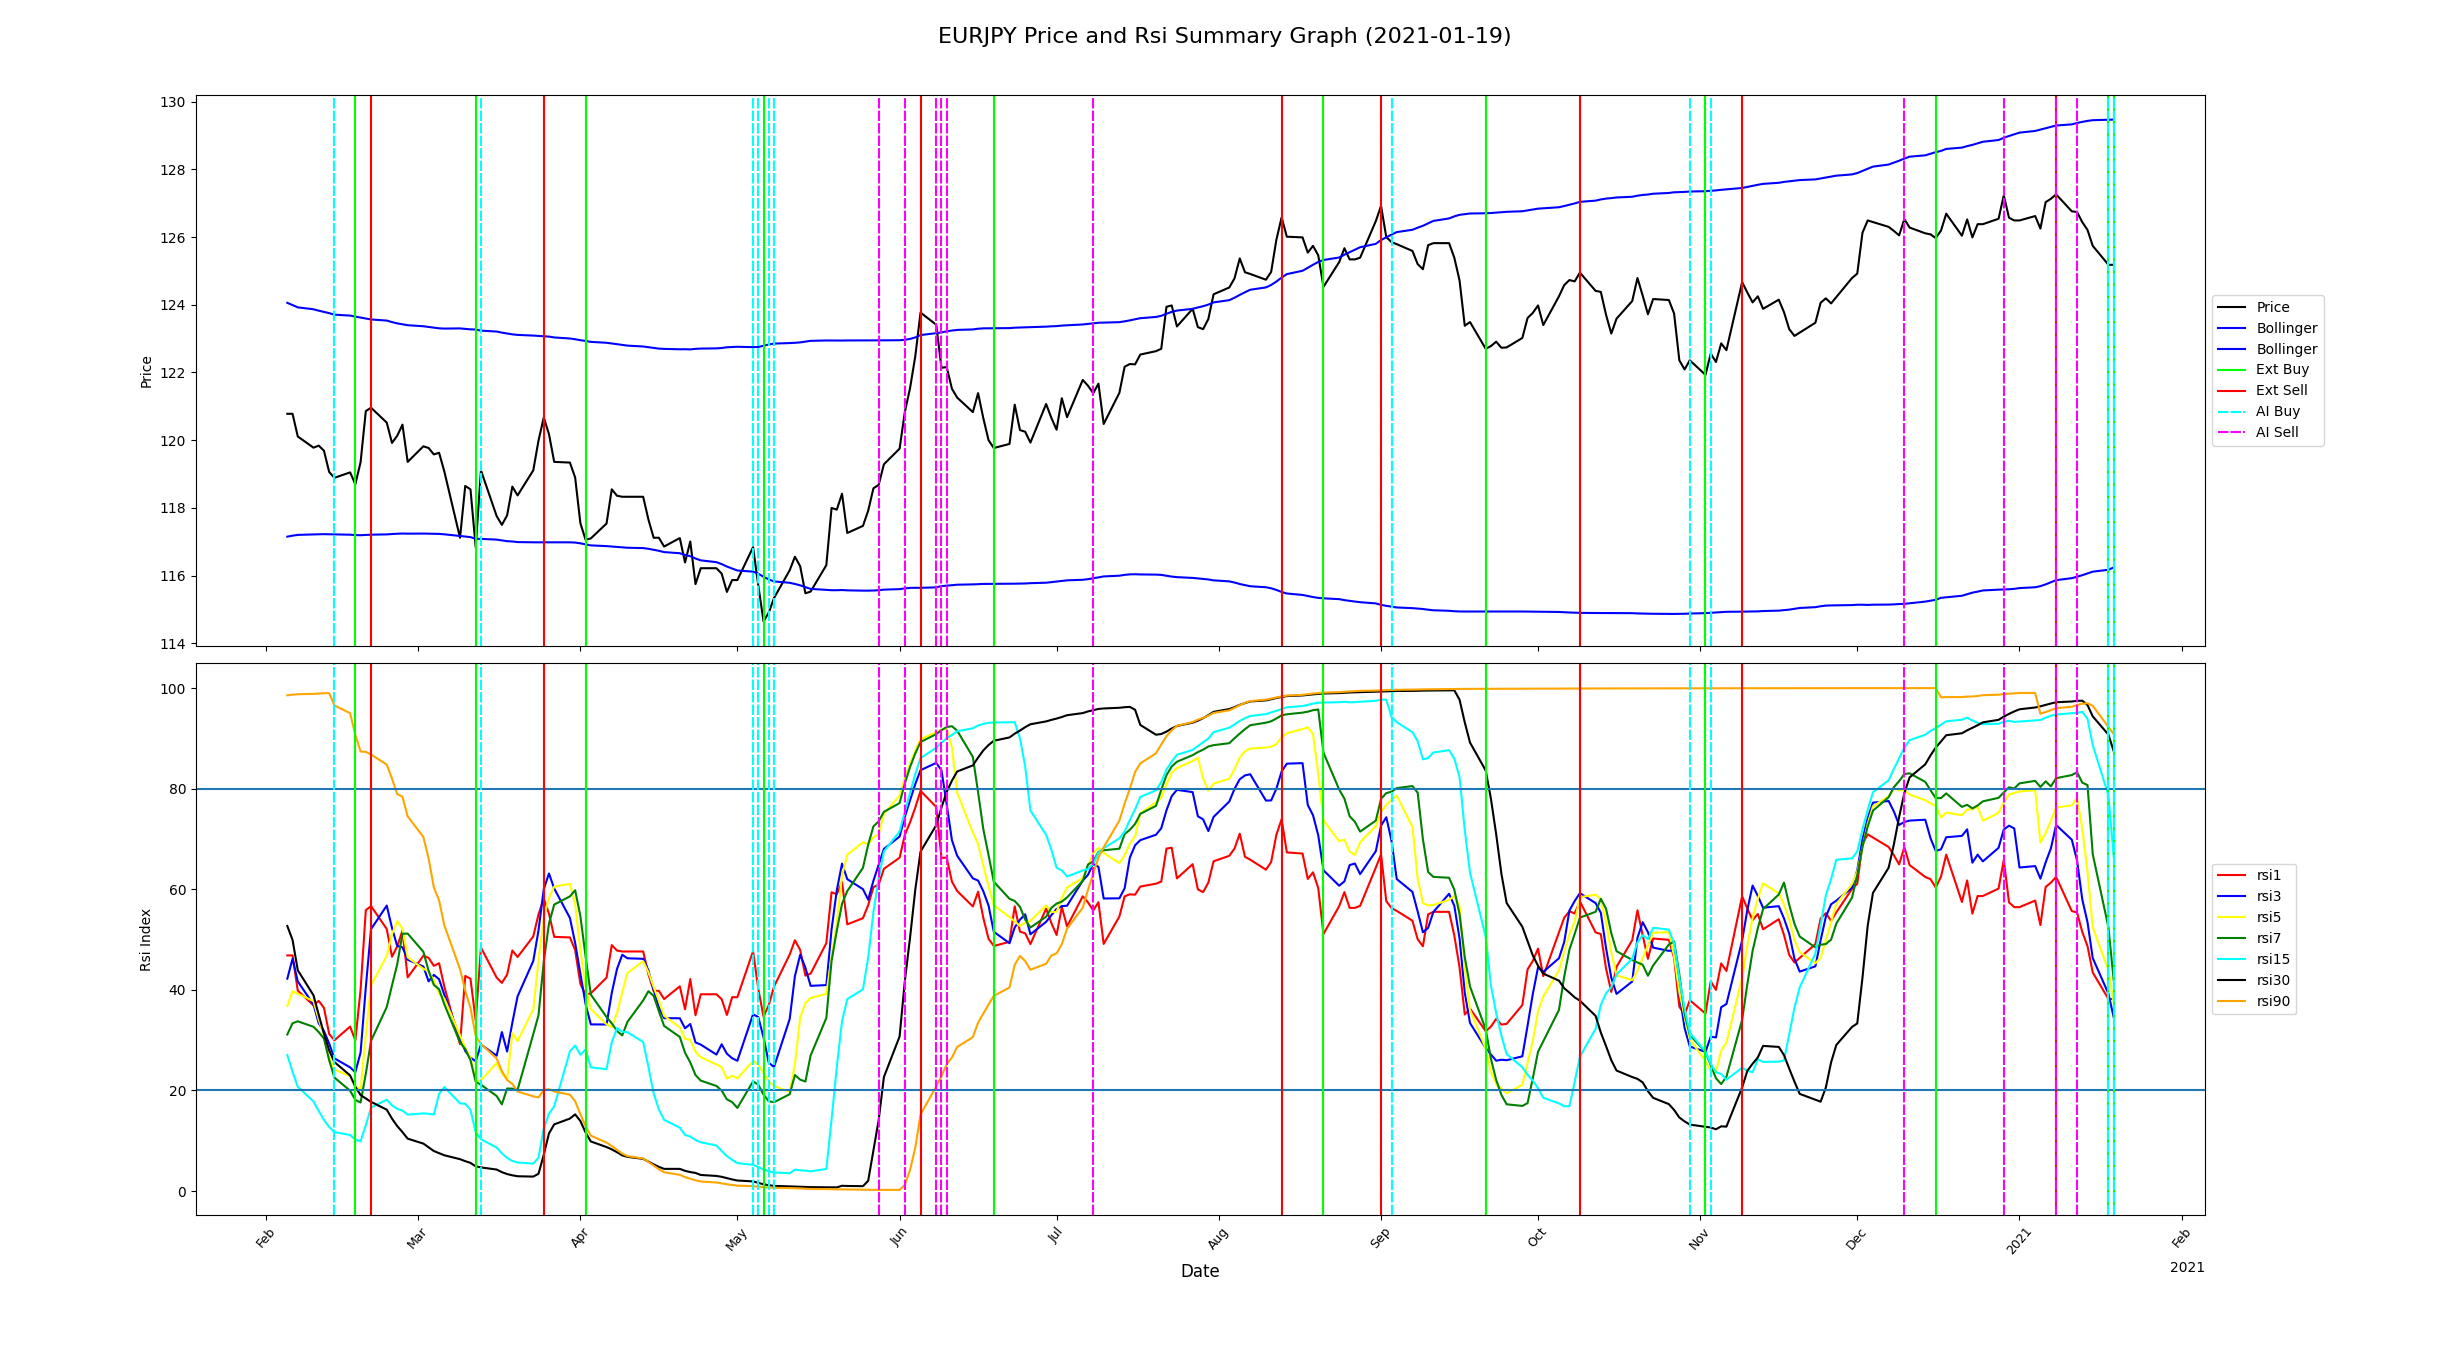 EURJPY Price and Rsi Summary Graph (2021-01-19)
130
128
126
124
122
120
118
116
114
Price
Price
Bollinger
Bollinger
Ext Buy
Ext Sell
AI Buy
AI Sell
100
80
60
40
20
0
Rsi Index
rsi1
rsi3
rsi5
rsi7
rsi15
rsi30
rsi90
Feb Mar Apr May Jun Jul Aug Sep Oct Nov Dec 2021 Feb
Date
2021